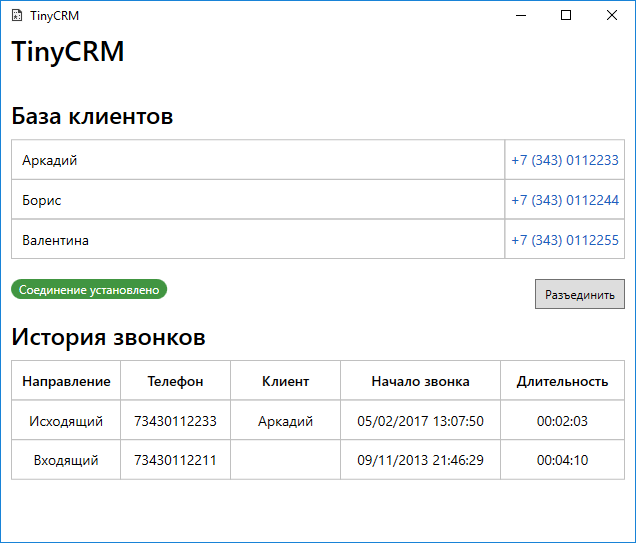 TinyCRM
TinyCRM
База клиентов
Аркадий +7 (343) 0112233
Борис +7 (343) 0112244
Валентина +7 (343) 0112255
Соединение установлено Разъединить
История звонков
Направление Телефон Клиент Начало звонка Длительность
Исходящий 73430112233 Аркадий 05/02/2017 13:07:50 00:02:03
Входящий 73430112211 09/11/2013 21:46:29 00:04:10